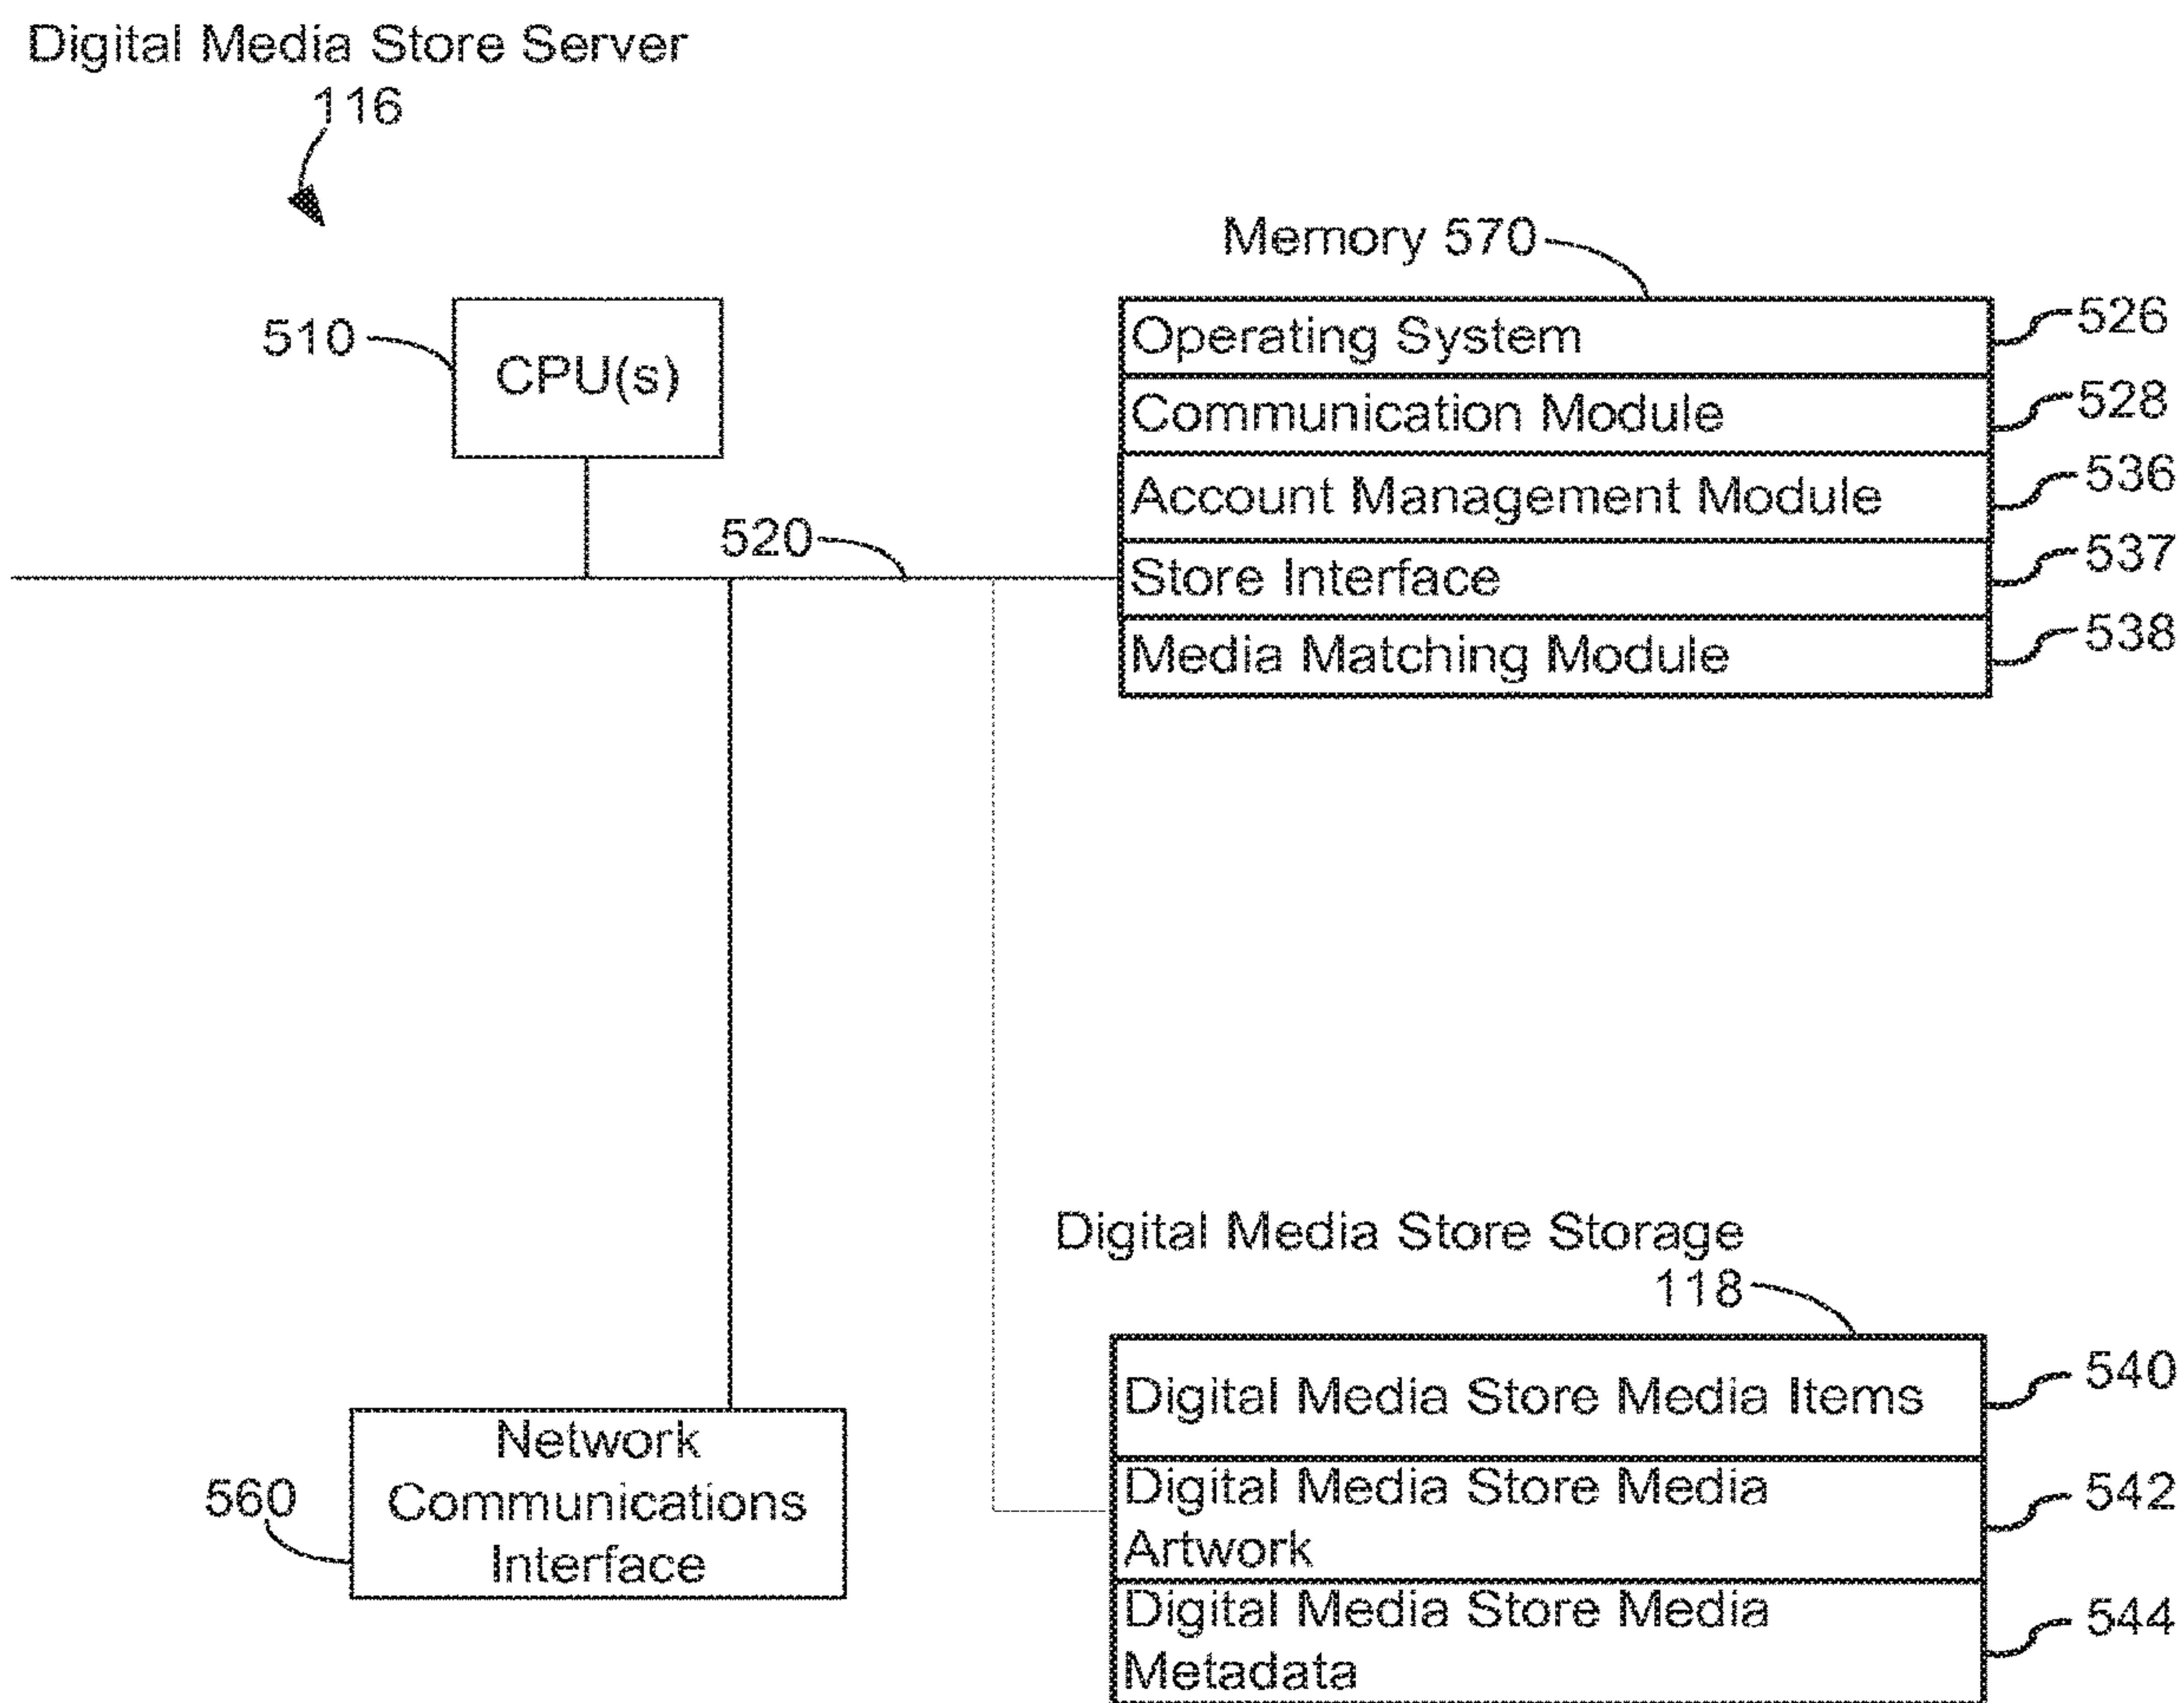 Digital Media Store Server
116
Memory 570
510
CPU(s)
520
Operating System
526
Communication Module
528
Account Management Module
536
Store Interface
537
Media Matching Module
538
Digital Media Store Storage
118
Digital Media Store Media Items
540
Digital Media Store Media
Artwork
542
Digital Media Store Media
Metadata
544
560
Network
Communications
Interface